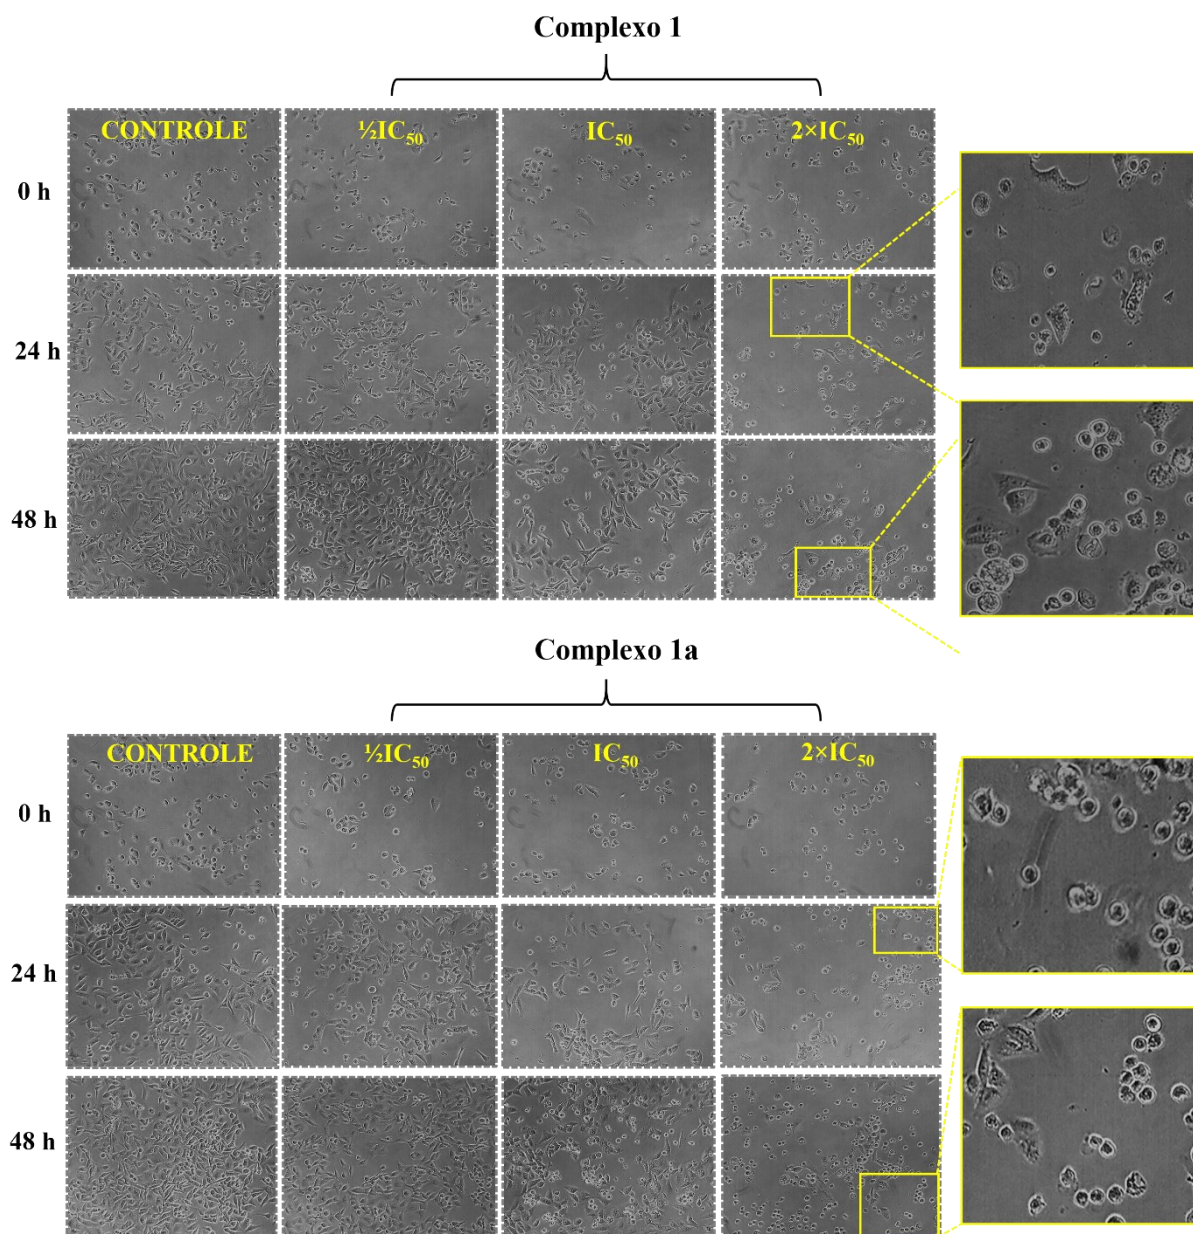 Complexo 1
CONTROLE ½IC₅₀ IC₅₀ 2×IC₅₀
0 h
24 h
48 h
Complexo 1a
CONTROLE ½IC₅₀ IC₅₀ 2×IC₅₀
0 h
24 h
48 h